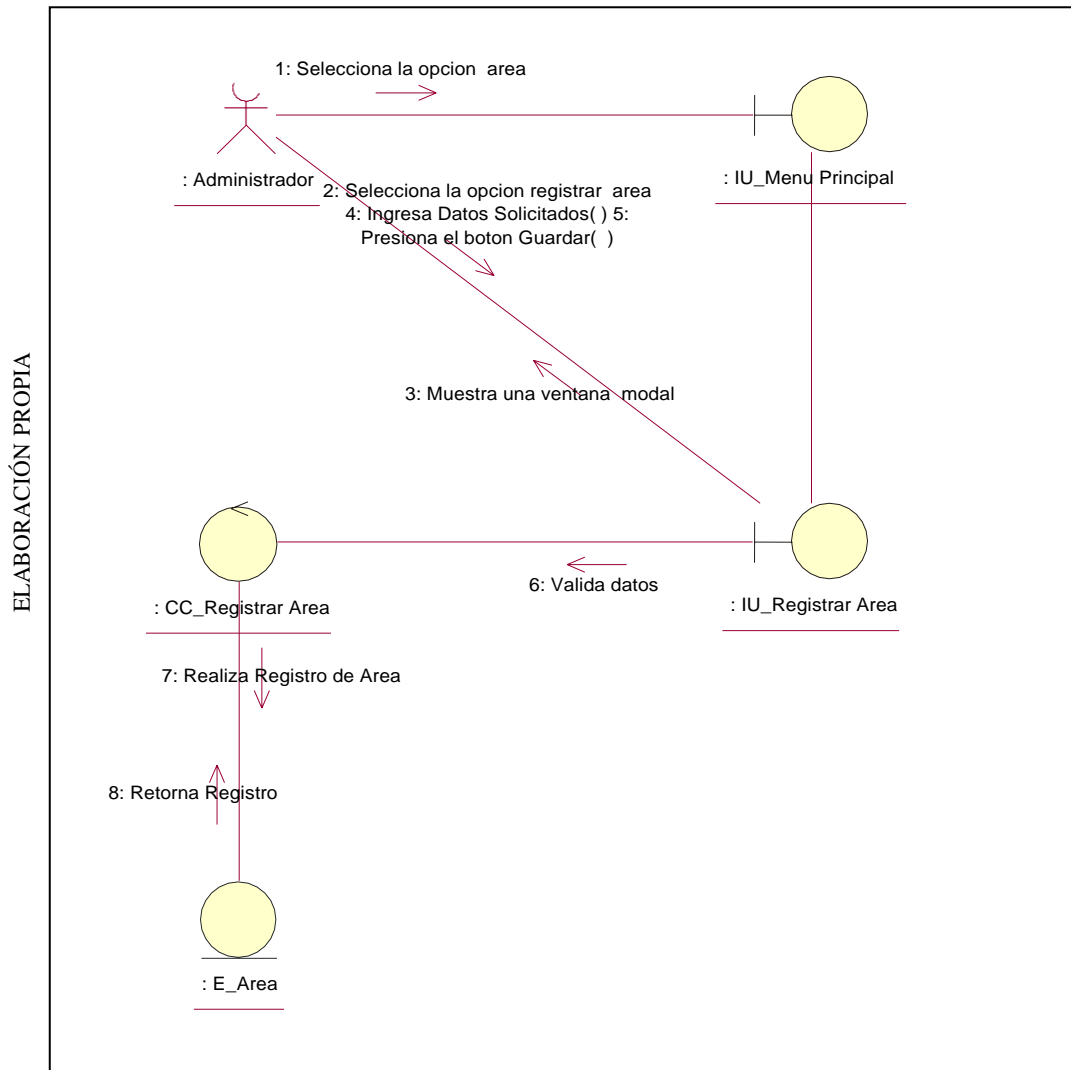 1: Selecciona la opcion area
: Administrador
: IU_Menu Principal
2: Selecciona la opcion registrar area
4: Ingresa Datos Solicitados( ) 5:
Presiona el boton Guardar( )
3: Muestra una ventana modal
ELABORACIÓN PROPIA
6: Valida datos
: CC_Registrar Area
: IU_Registrar Area
7: Realiza Registro de Area
8: Retorna Registro
: E_Area